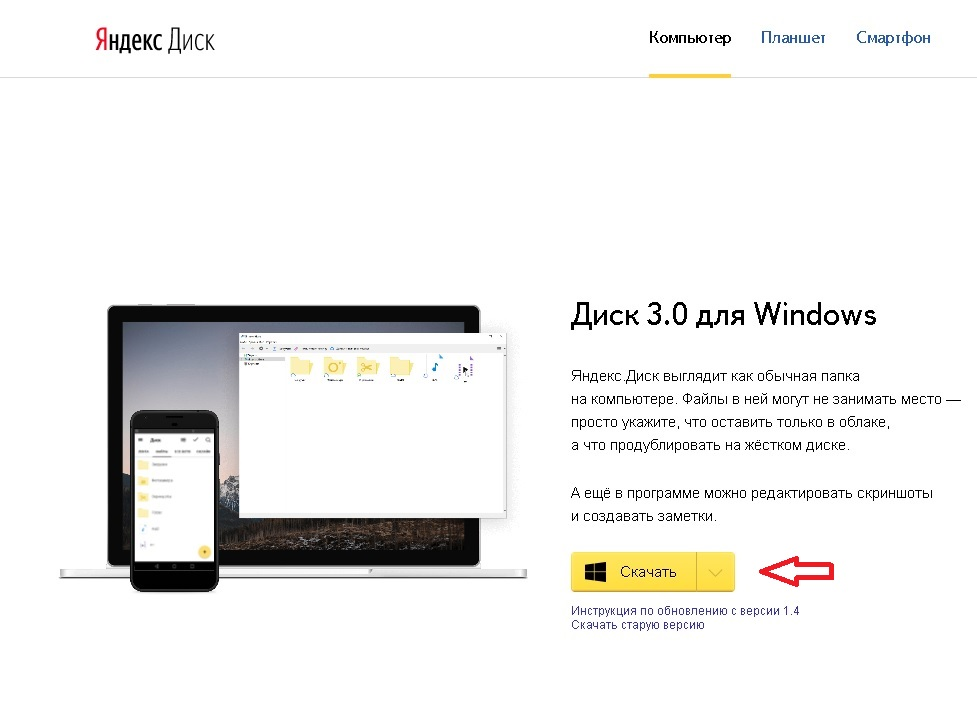 Яндекс Диск
Компьютер
Планшет
Смартфон
Диск 3.0 для Windows
Яндекс.Диск выглядит как обычная папка
на компьютере. Файлы в ней могут не занимать место —
просто укажите, что оставить только в облаке,
а что продублировать на жёстком диске.
А ещё в программе можно редактировать скриншоты
и создавать заметки.
Диск
Скачать
Инструкция по обновлению с версии 1.4
Скачать старую версию